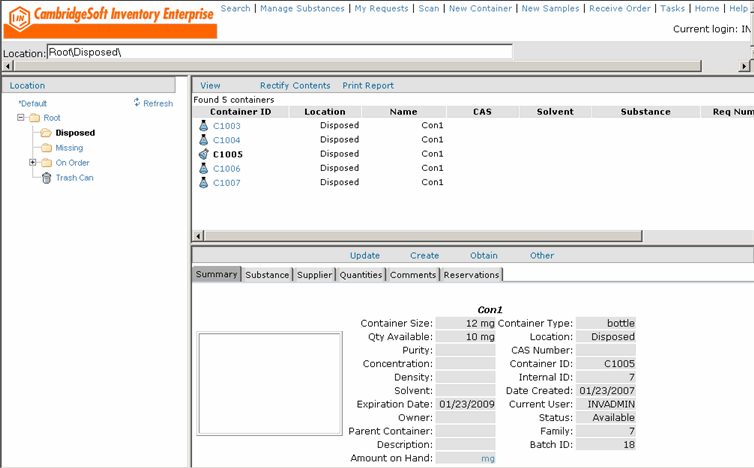 CambridgeSoft Inventory Enterprise
Search | Manage Substances | My Requests | Scan | New Container | New Samples | Receive Order | Tasks | Home | Help
Current login: IN
Location: Root\Disposed\
Location
*Default Refresh
Root
Disposed
Missing
On Order
Trash Can
View Rectify Contents Print Report
Found 5 containers
Container ID Location Name CAS Solvent Substance Req Num
C1003 Disposed Con1
C1004 Disposed Con1
C1005 Disposed Con1
C1006 Disposed Con1
C1007 Disposed Con1
Update Create Obtain Other
Summary Substance Supplier Quantities Comments Reservations
Con1
Container Size: 12 mg Container Type: bottle
Qty Available: 10 mg Location: Disposed
Purity: CAS Number:
Concentration: Container ID: C1005
Density: Internal ID: 7
Solvent: Date Created: 01/23/2007
Expiration Date: 01/23/2009 Current User: INVADMIN
Owner: Status: Available
Parent Container: Family: 7
Description: Batch ID: 18
Amount on Hand: mg